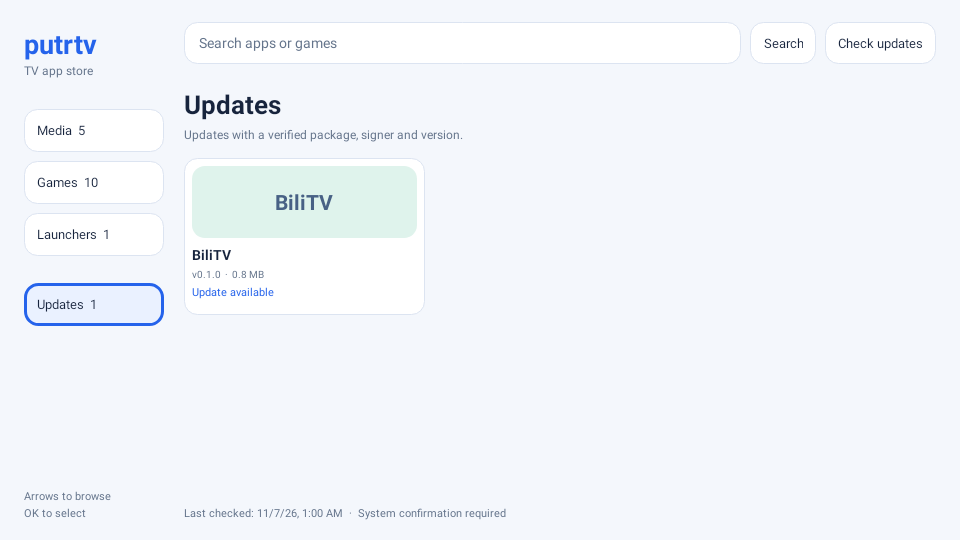 putrtv
TV app store
Search apps or games
Search
Check updates
Media 5
Games 10
Launchers 1
Updates 1
Updates
Updates with a verified package, signer and version.
BiliTV
BiliTV
v0.1.0 · 0.8 MB
Update available
Arrows to browse
OK to select
Last checked: 11/7/26, 1:00 AM · System confirmation required